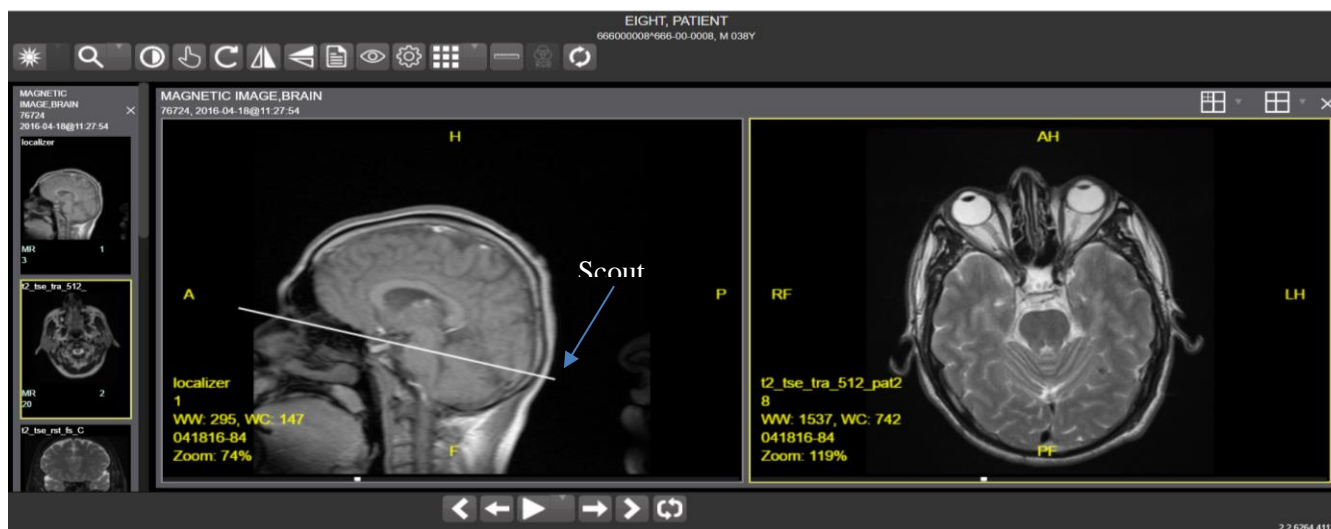 EIGHT, PATIENT
666000008^666-00-0008, M 038Y
MAGNETIC
IMAGE,BRAIN
76724
2016-04-18@11:27:54
localizer
MR 1
3
t2_tse_tra_512_
MR 2
20
t2_tse_rst_fs_C
MAGNETIC IMAGE,BRAIN
76724, 2016-04-18@11:27:54
H
A
P
F
Scout
localizer
1
WW: 295, WC: 147
041816-84
Zoom: 74%
AH
RF
LH
PF
t2_tse_tra_512_pat2
8
WW: 1537, WC: 742
041816-84
Zoom: 119%